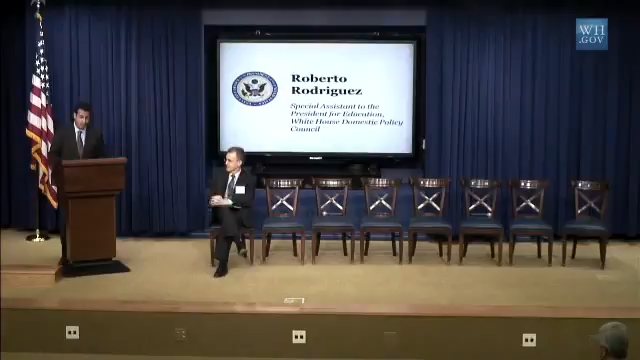 WH
.GOV
Roberto
Rodriguez
Special Assistant to the
President for Education,
White House Domestic Policy
Council